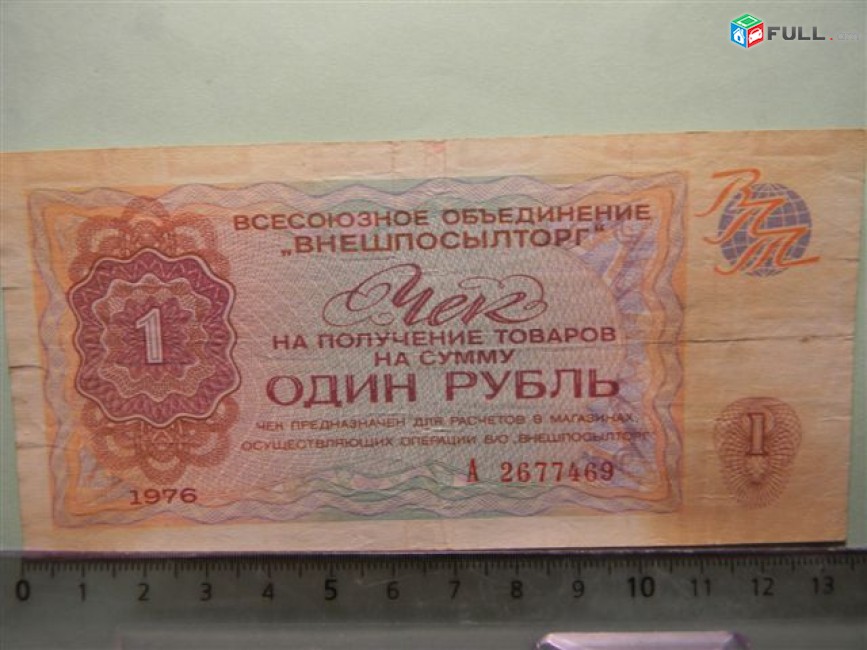 FULL
ВСЕСОЮЗНОЕ ОБЪЕДИНЕНИЕ
„ВНЕШПОСЫЛТОРГ“
ВПТ
Чек
НА ПОЛУЧЕНИЕ ТОВАРОВ
НА СУММУ
1
ОДИН РУБЛЬ
ЧЕК ПРЕДНАЗНАЧЕН ДЛЯ РАСЧЕТОВ В МАГАЗИНАХ,
ОСУЩЕСТВЛЯЮЩИХ ОПЕРАЦИИ В/О „ВНЕШПОСЫЛТОРГ“
1
А 2677469
1976
0 1 2 3 4 5 6 7 8 9 10 11 12 13